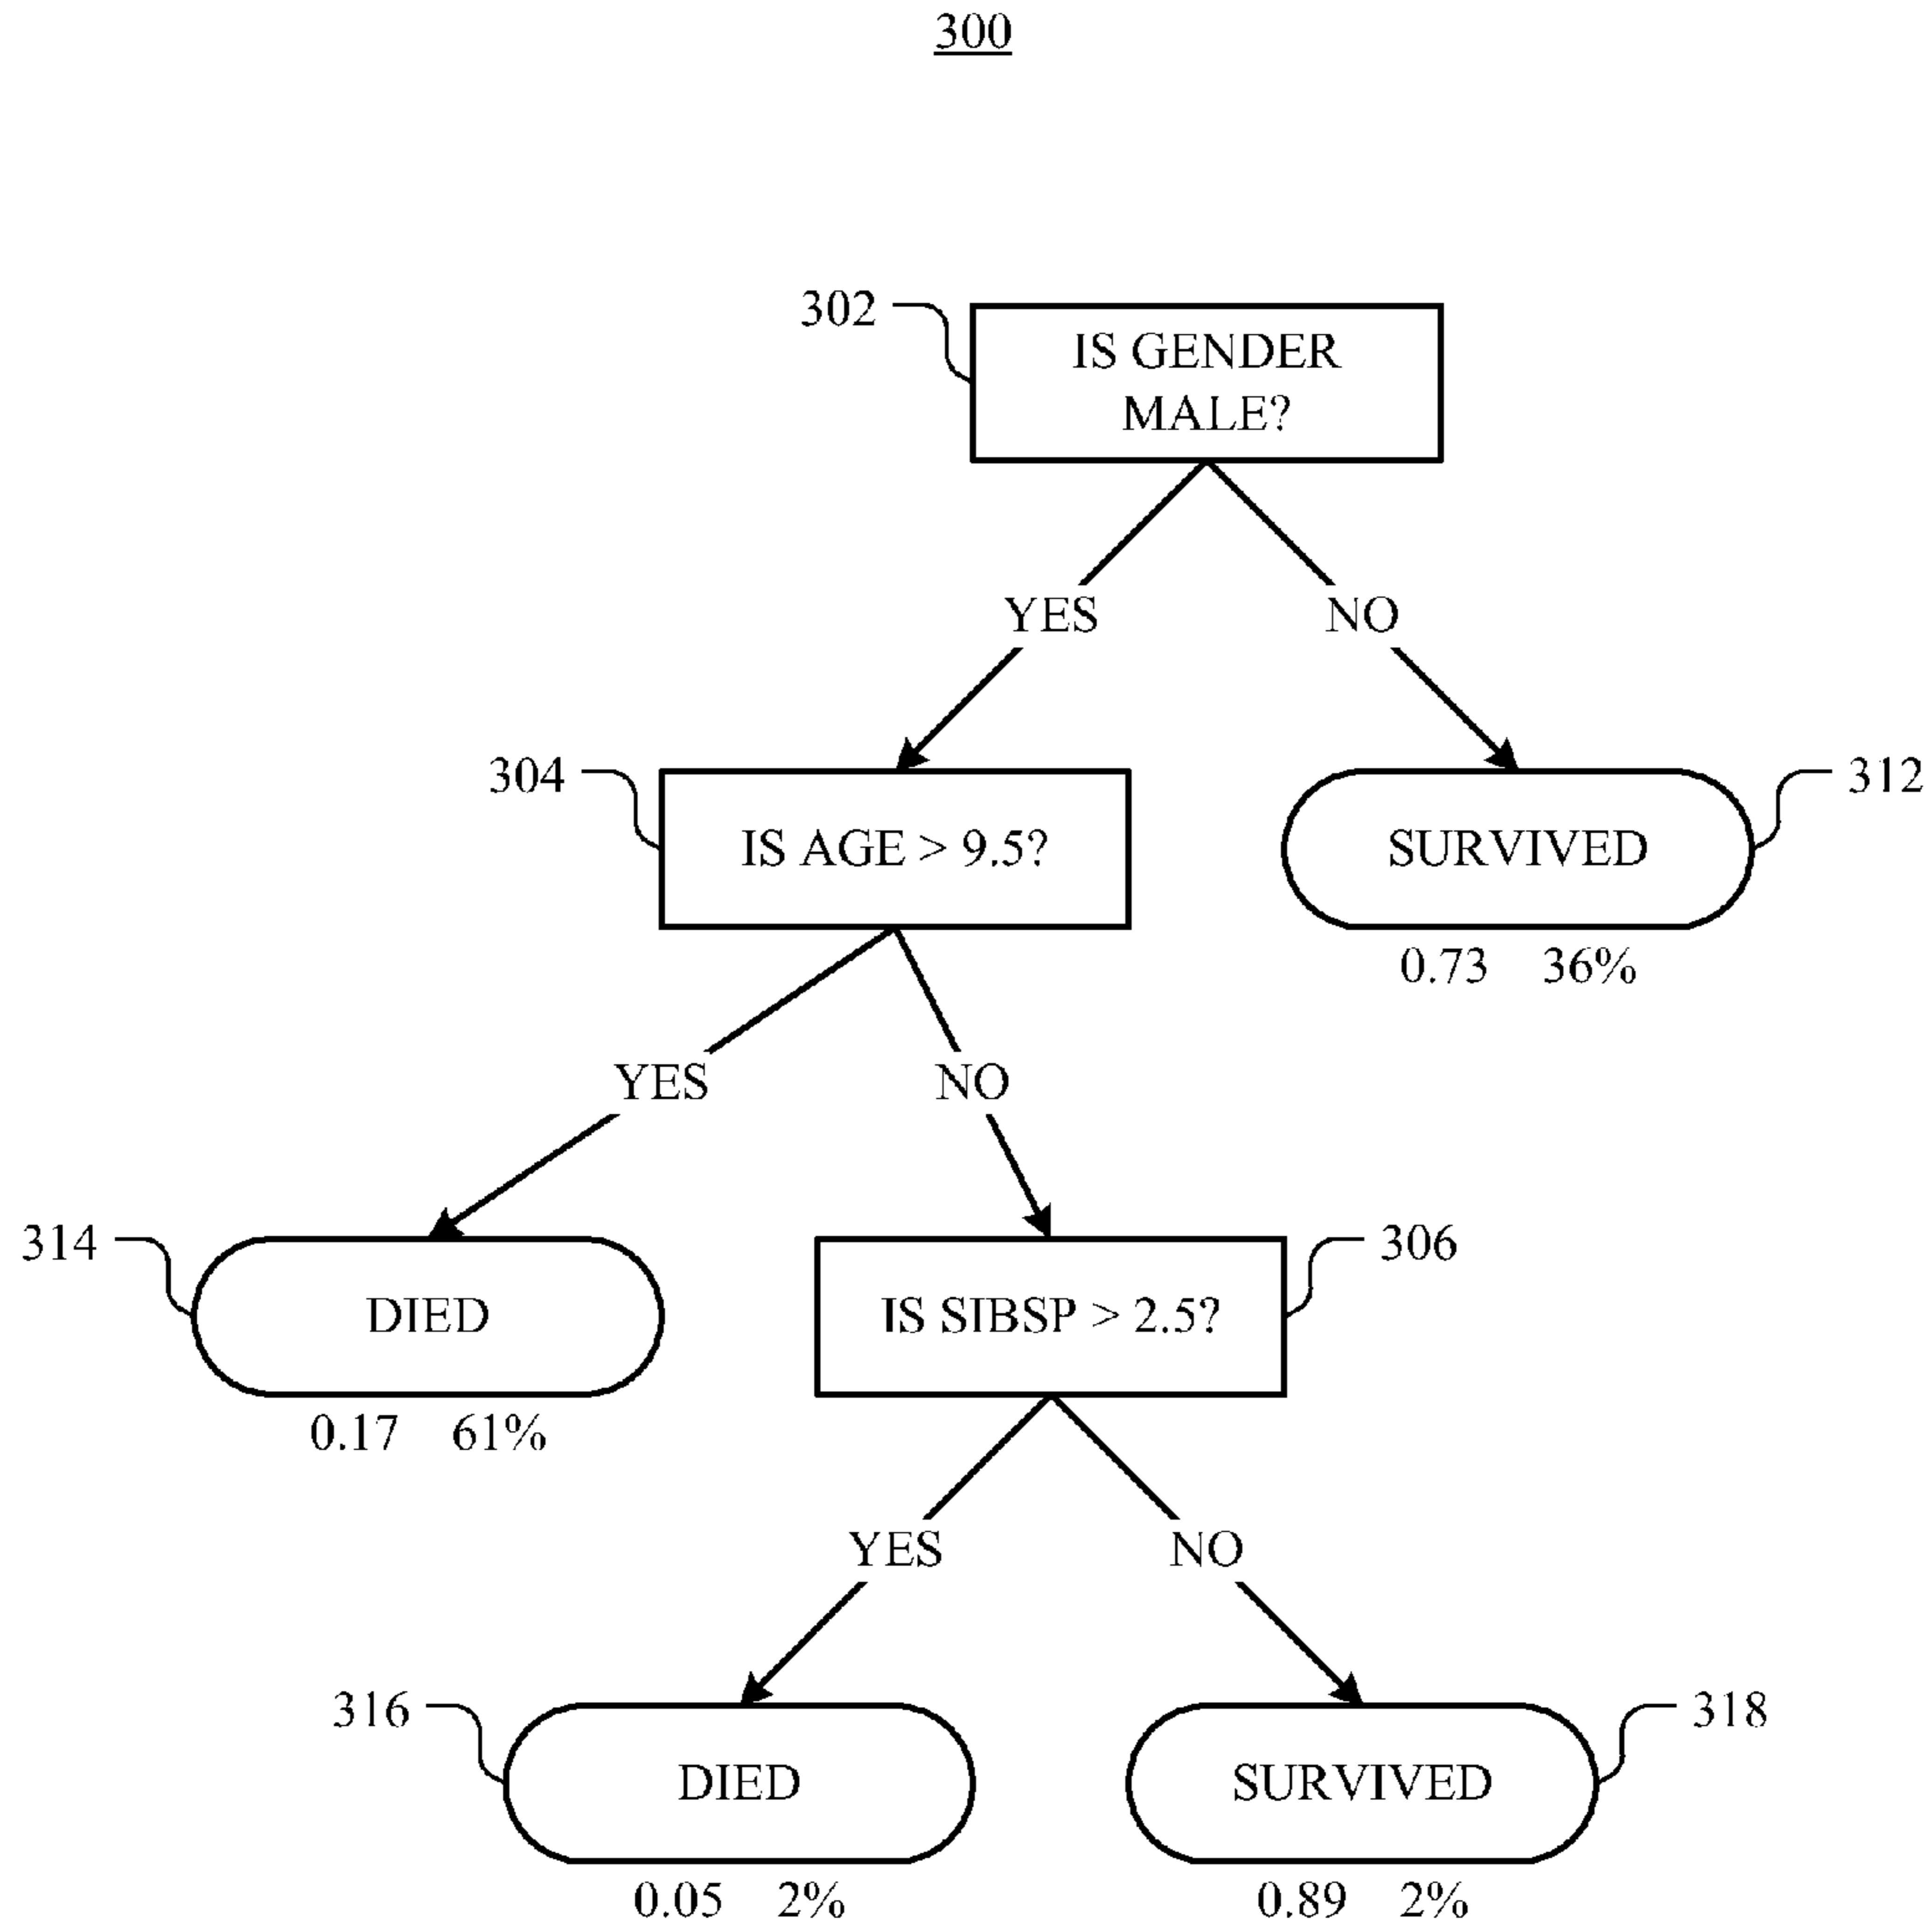 300
302
IS GENDER
MALE?
YES NO
304
IS AGE > 9.5?
SURVIVED
312
0.73 36%
YES NO
314
DIED
0.17 61%
IS SIBSP > 2.5?
306
YES NO
316
DIED
0.05 2%
SURVIVED
318
0.89 2%